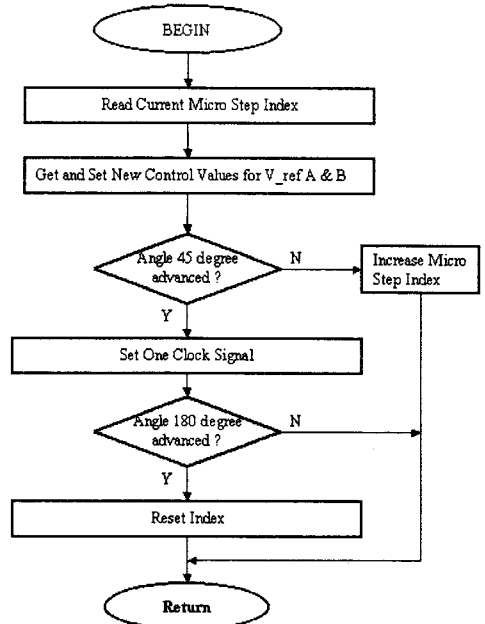 BEGIN
Read Current Micro Step Index
Get and Set New Control Values for V_ref A & B
Angle 45 degree
advanced ?
N
Increase Micro
Step Index
Y
Set One Clock Signal
Angle 180 degree
advanced ?
N
Y
Reset Index
Return